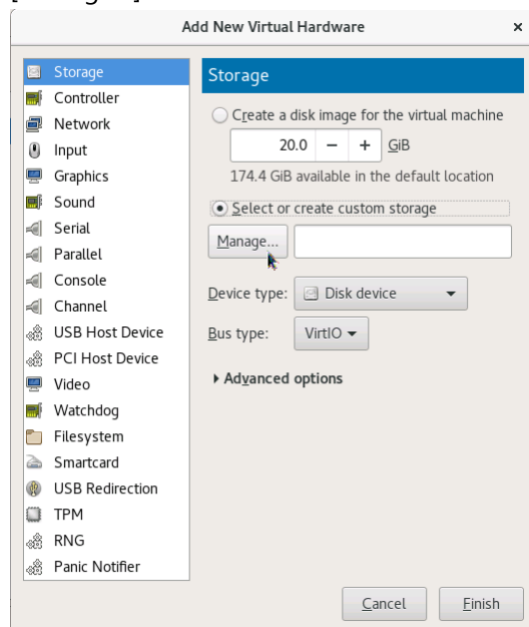 Add New Virtual Hardware
Storage
Controller
Network
Input
Graphics
Sound
Serial
Parallel
Console
Channel
USB Host Device
PCI Host Device
Video
Watchdog
Filesystem
Smartcard
USB Redirection
TPM
RNG
Panic Notifier
Storage
Create a disk image for the virtual machine
20.0 − + GiB
174.4 GiB available in the default location
Select or create custom storage
Manage...
Device type: Disk device
Bus type: VirtIO
Advanced options
Cancel Finish